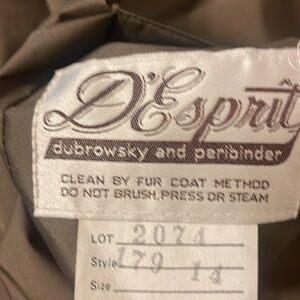 D'Esprit
dubrowsky and peribinder
CLEAN BY FUR COAT METHOD
DO NOT BRUSH, PRESS OR STEAM
LOT 2074
Style 179 14
Size